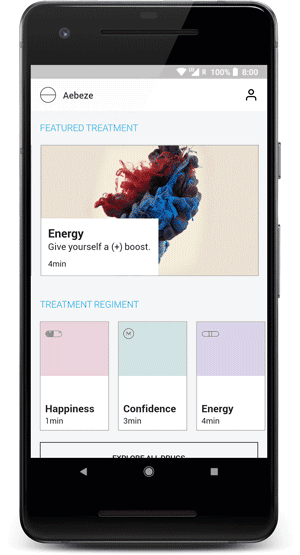 R 100% 8:00
Aebeze
FEATURED TREATMENT
Energy
Give yourself a (+) boost.
4min
TREATMENT REGIMENT
M
Happiness Confidence Energy
1min 3min 4min
EXPLORE ALL DRUGS